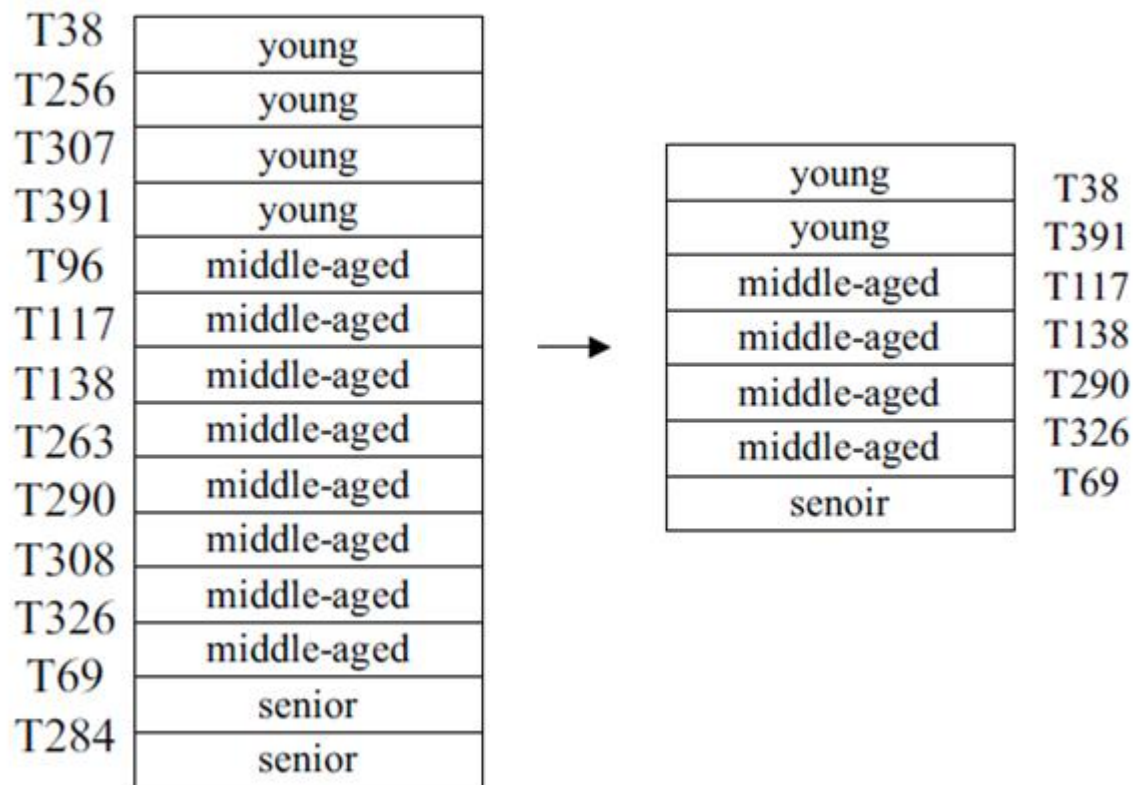 T38 young
T256 young
T307 young
T391 young
T96 middle-aged
T117 middle-aged
T138 middle-aged
T263 middle-aged
T290 middle-aged
T308 middle-aged
T326 middle-aged
T69 middle-aged
T284 senior
senior
young T38
young T391
middle-aged T117
middle-aged T138
middle-aged T290
middle-aged T326
senoir T69